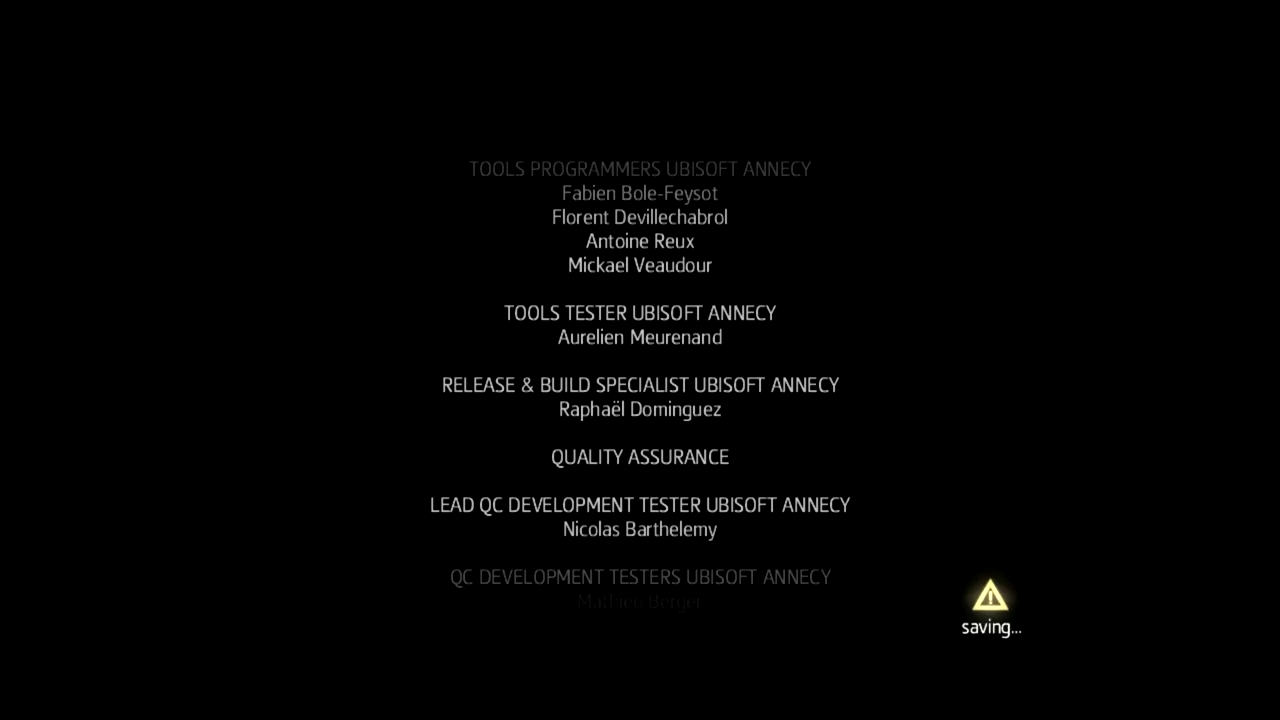 TOOLS PROGRAMMERS UBISOFT ANNECY
Fabien Bole-Feysot
Florent Devillechabrol
Antoine Reux
Mickael Veaudour
TOOLS TESTER UBISOFT ANNECY
Aurelien Meurenand
RELEASE & BUILD SPECIALIST UBISOFT ANNECY
Raphaël Dominguez
QUALITY ASSURANCE
LEAD QC DEVELOPMENT TESTER UBISOFT ANNECY
Nicolas Barthelemy
QC DEVELOPMENT TESTERS UBISOFT ANNECY
Mathieu Berger
saving...